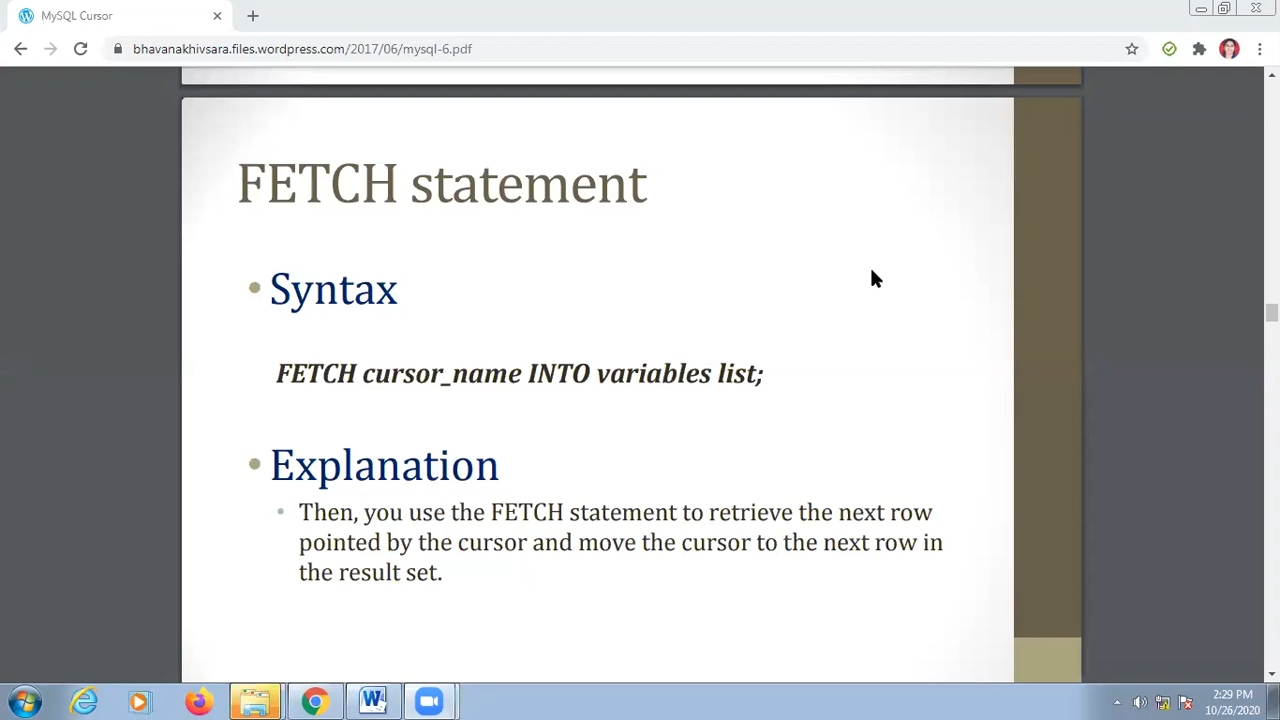 MySQL Cursor
bhavanakhivsara.files.wordpress.com/2017/06/mysql-6.pdf
FETCH statement
• Syntax
FETCH cursor_name INTO variables list;
• Explanation
• Then, you use the FETCH statement to retrieve the next row
pointed by the cursor and move the cursor to the next row in
the result set.
2:29 PM
10/26/2020